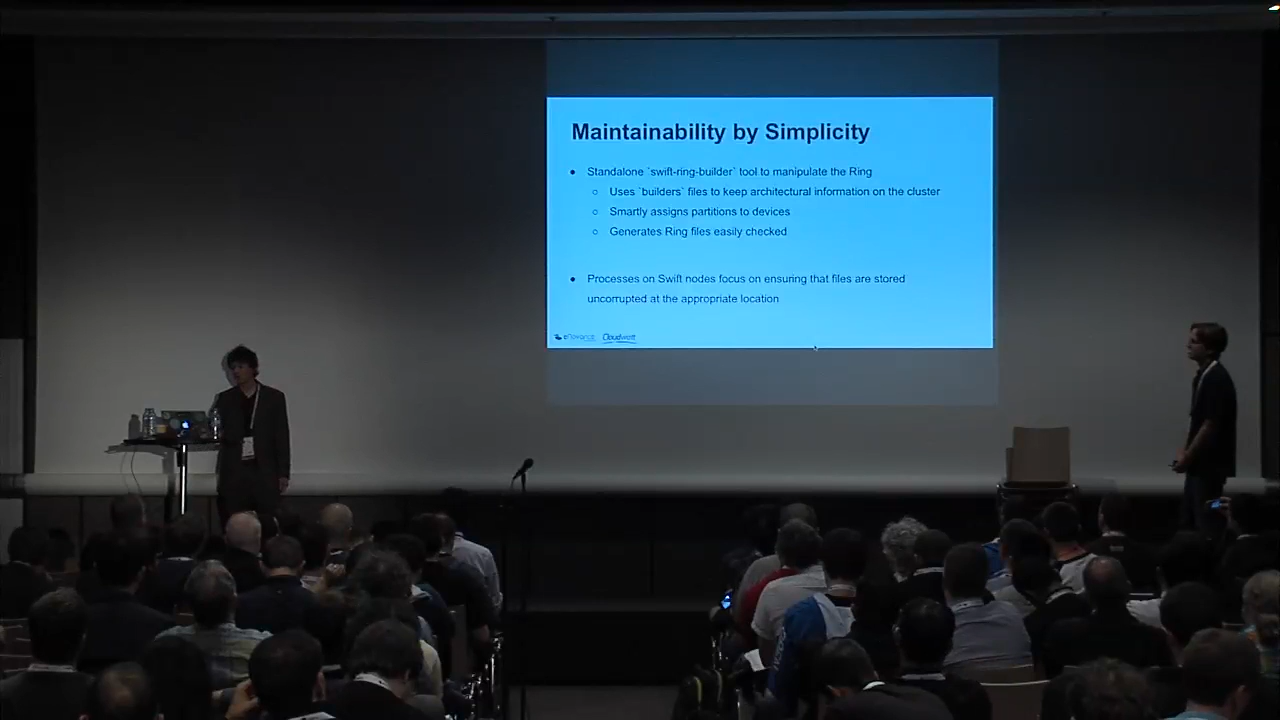 Maintainability by Simplicity
● Standalone `swift-ring-builder` tool to manipulate the Ring
○ Uses `builders` files to keep architectural information on the cluster
○ Smartly assigns partitions to devices
○ Generates Ring files easily checked
● Processes on Swift nodes focus on ensuring that files are stored
uncorrupted at the appropriate location
eNovance Cloudwatt